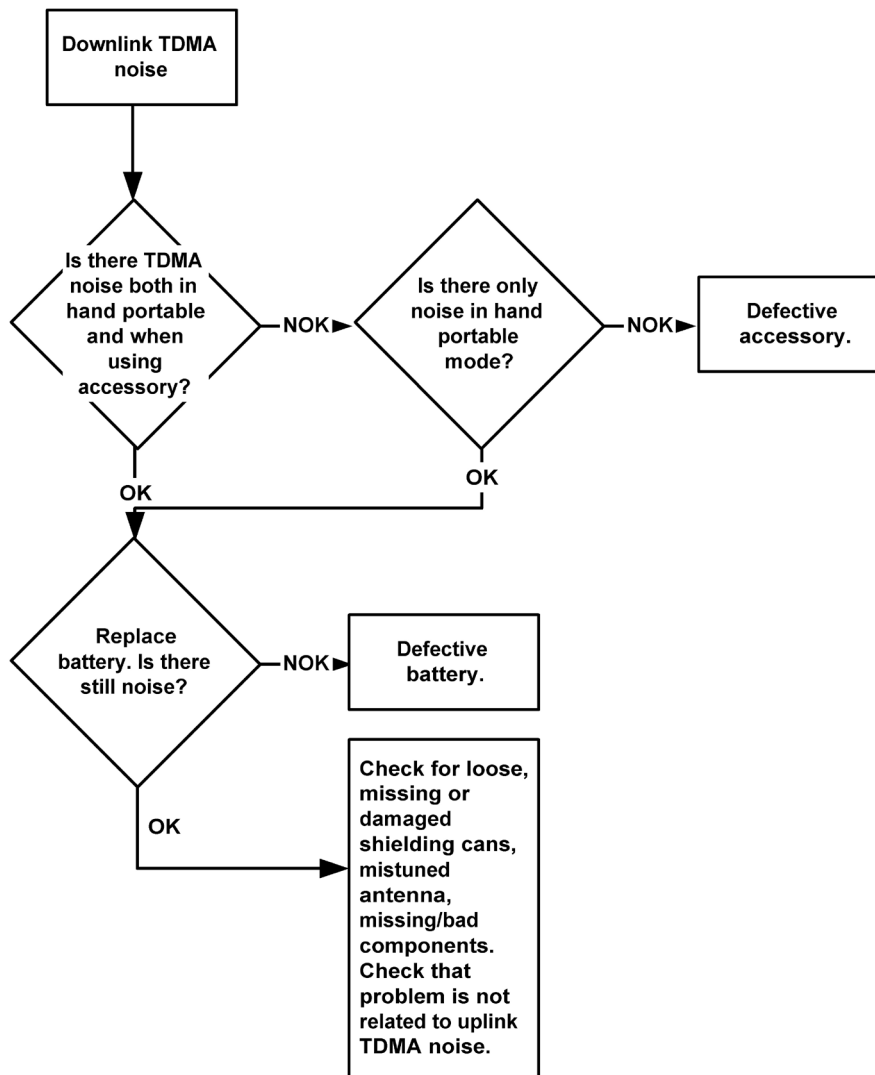 Downlink TDMA
noise
Is there TDMA
noise both in
hand portable
and when
using
accessory?
NOK
Is there only
noise in hand
portable
mode?
NOK
Defective
accessory.
OK
OK
Replace
battery. Is there
still noise?
NOK
Defective
battery.
OK
Check for loose,
missing or
damaged
shielding cans,
mistuned
antenna,
missing/bad
components.
Check that
problem is not
related to uplink
TDMA noise.